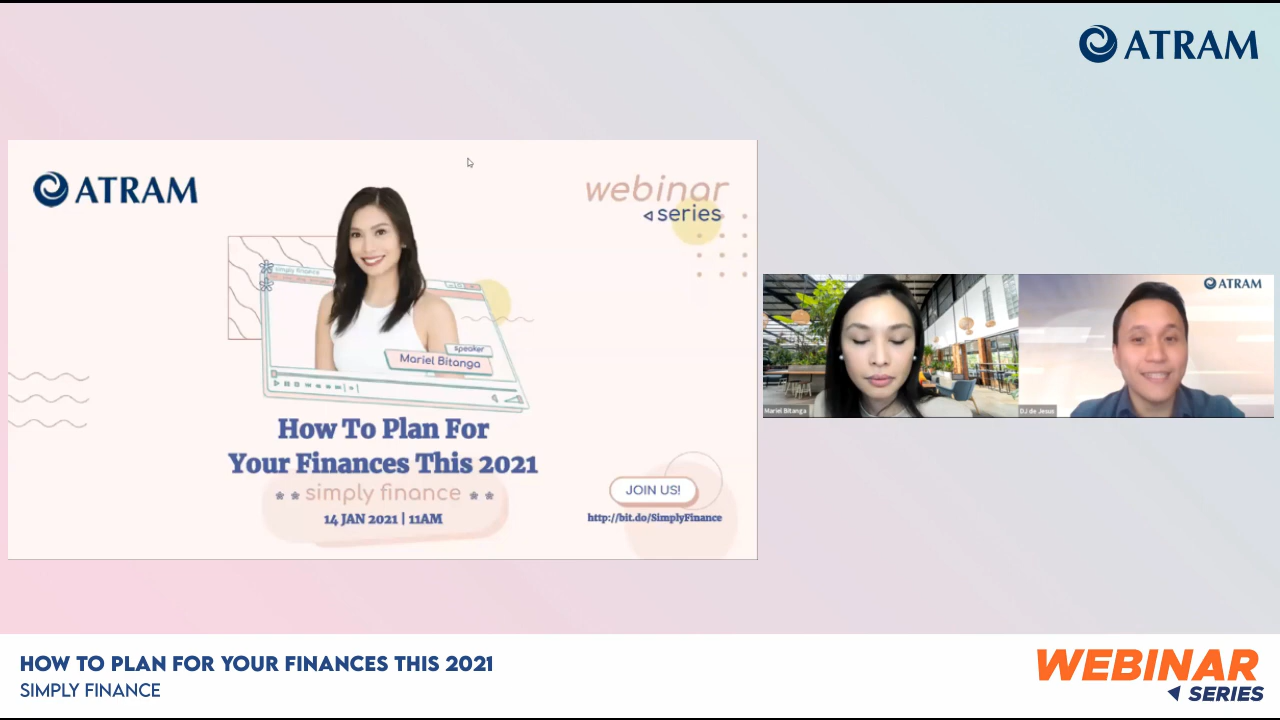 ATRAM
ATRAM
webinar
series
simply finance
speaker
Mariel Bitanga
How To Plan For
Your Finances This 2021
simply finance
14 JAN 2021 | 11AM
JOIN US!
http://bit.do/SimplyFinance
ATRAM
Mariel Bitanga
DJ de Jesus
HOW TO PLAN FOR YOUR FINANCES THIS 2021
SIMPLY FINANCE
WEBINAR
SERIES